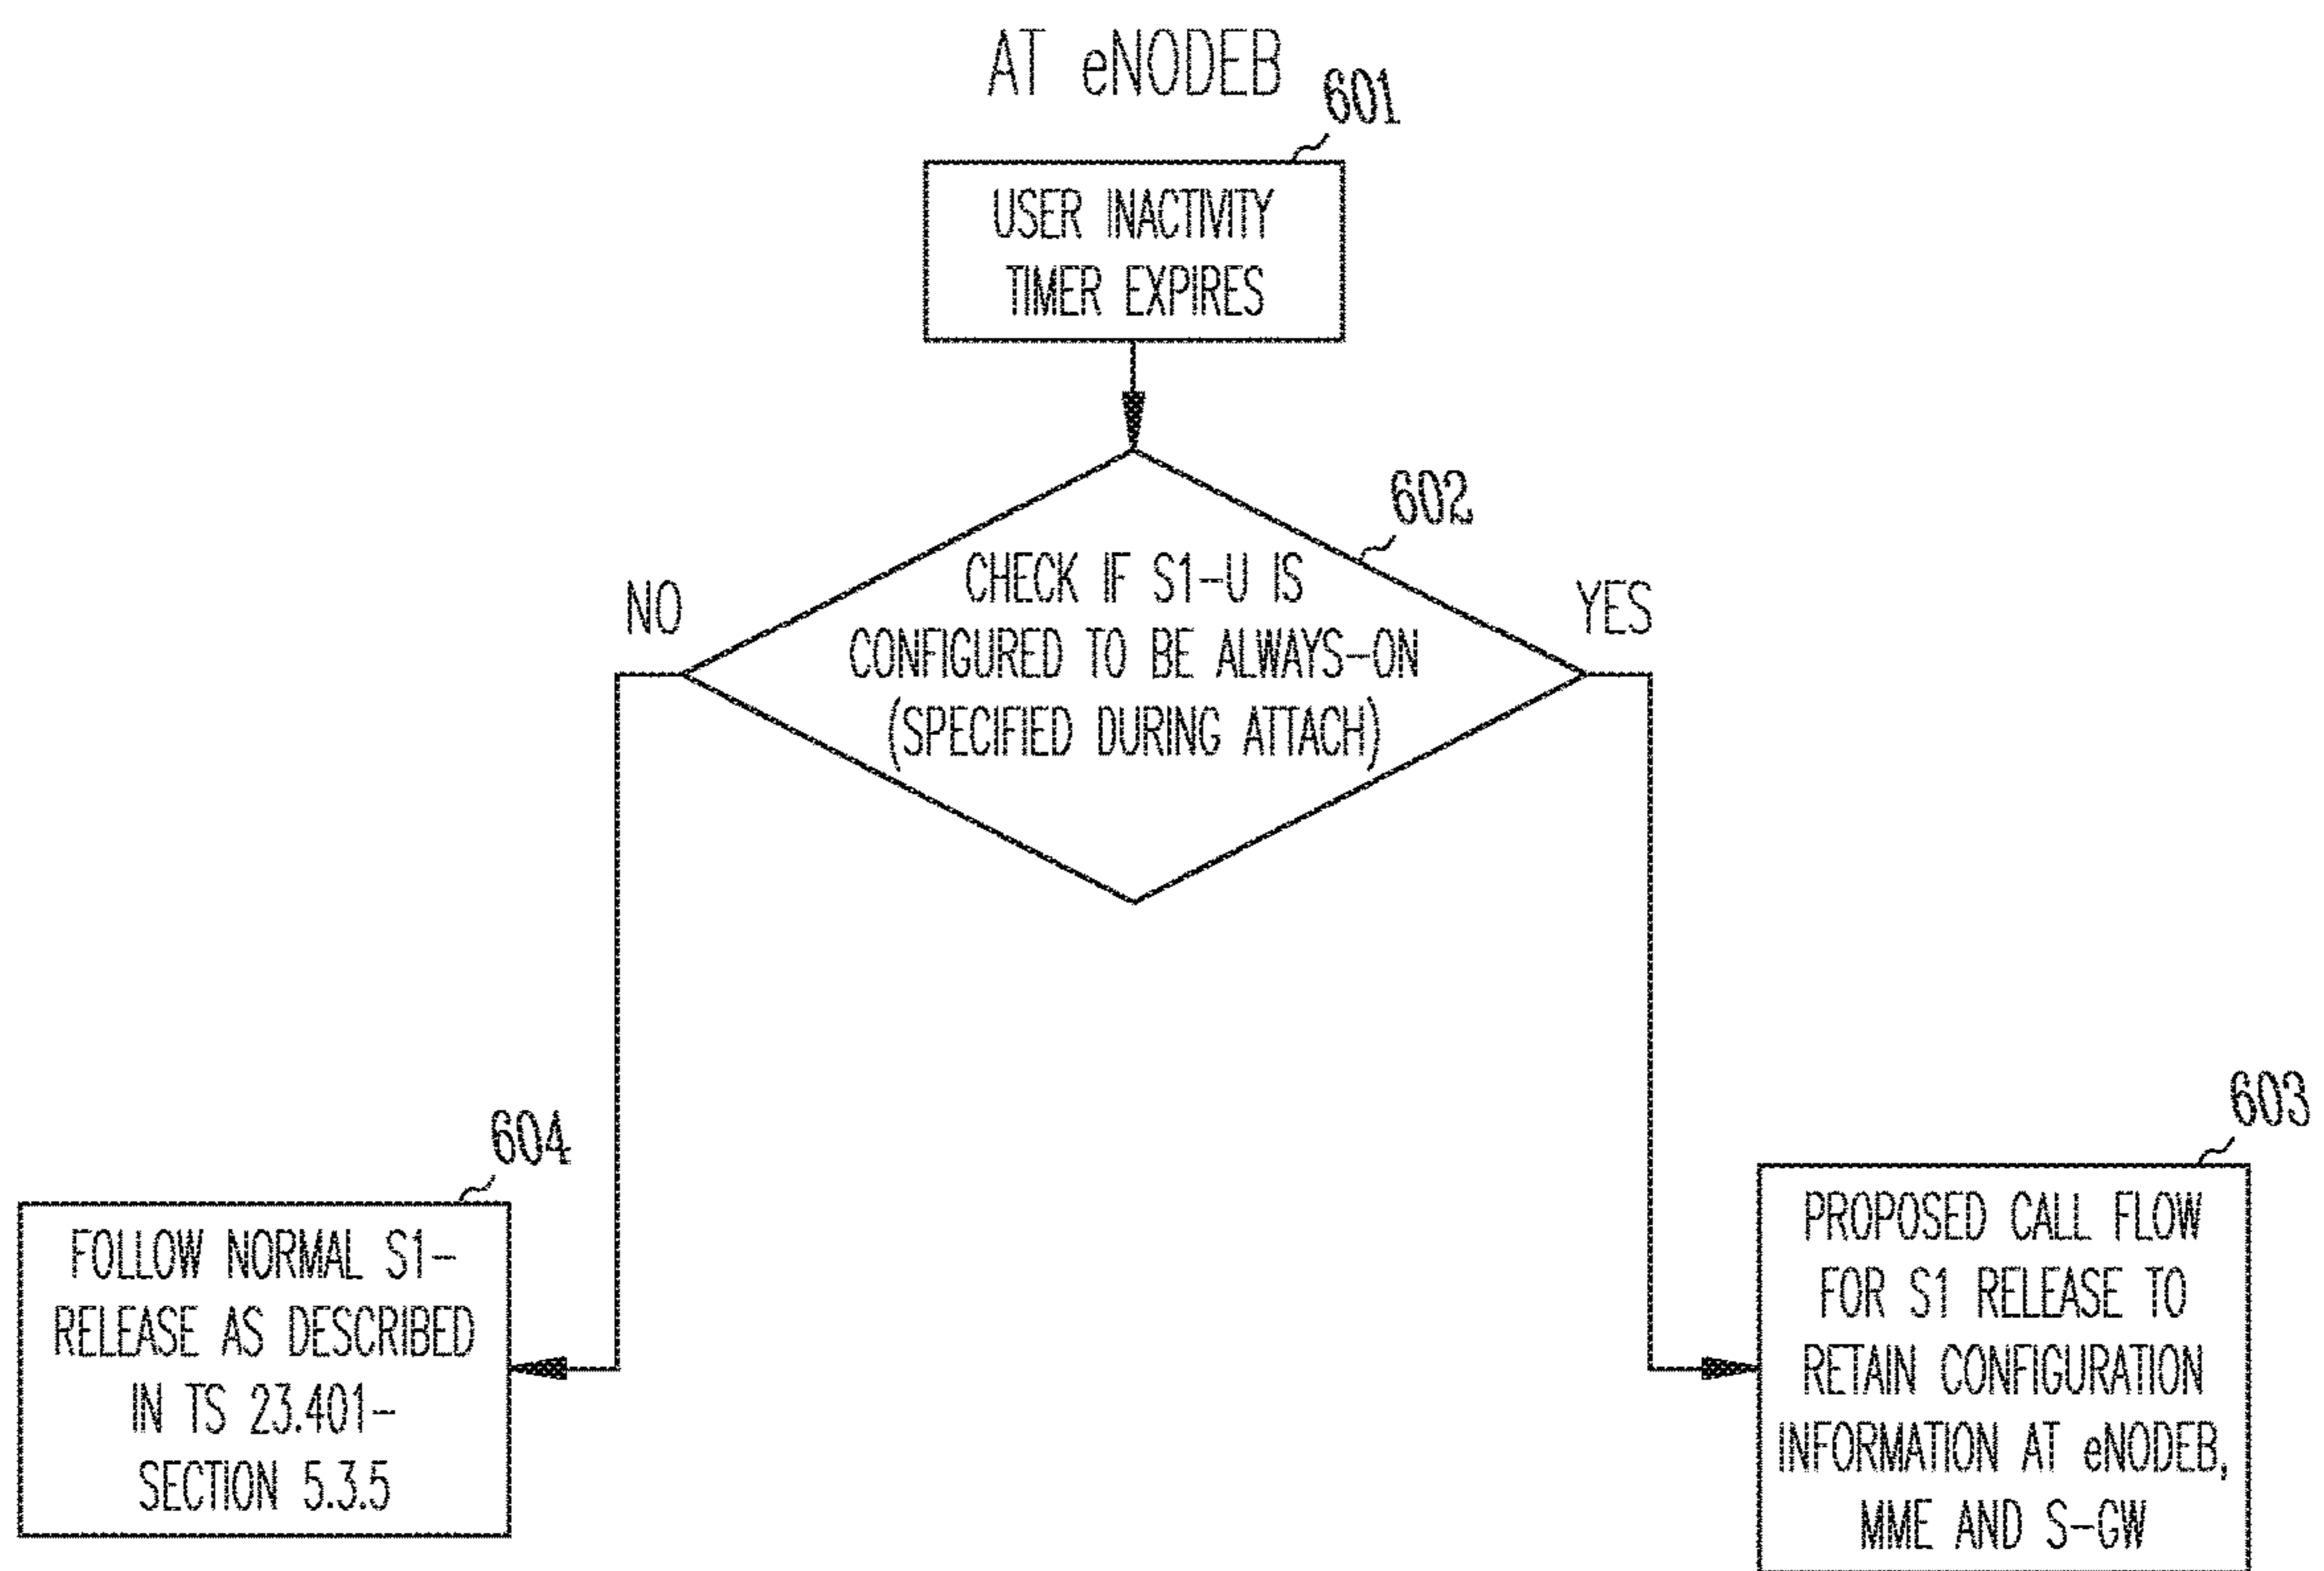 AT eNODEB
601
USER INACTIVITY
TIMER EXPIRES
602
CHECK IF S1-U IS
CONFIGURED TO BE ALWAYS-ON
(SPECIFIED DURING ATTACH)
NO
YES
604
FOLLOW NORMAL S1-
RELEASE AS DESCRIBED
IN TS 23.401-
SECTION 5.3.5
603
PROPOSED CALL FLOW
FOR S1 RELEASE TO
RETAIN CONFIGURATION
INFORMATION AT eNODEB,
MME AND S-GW